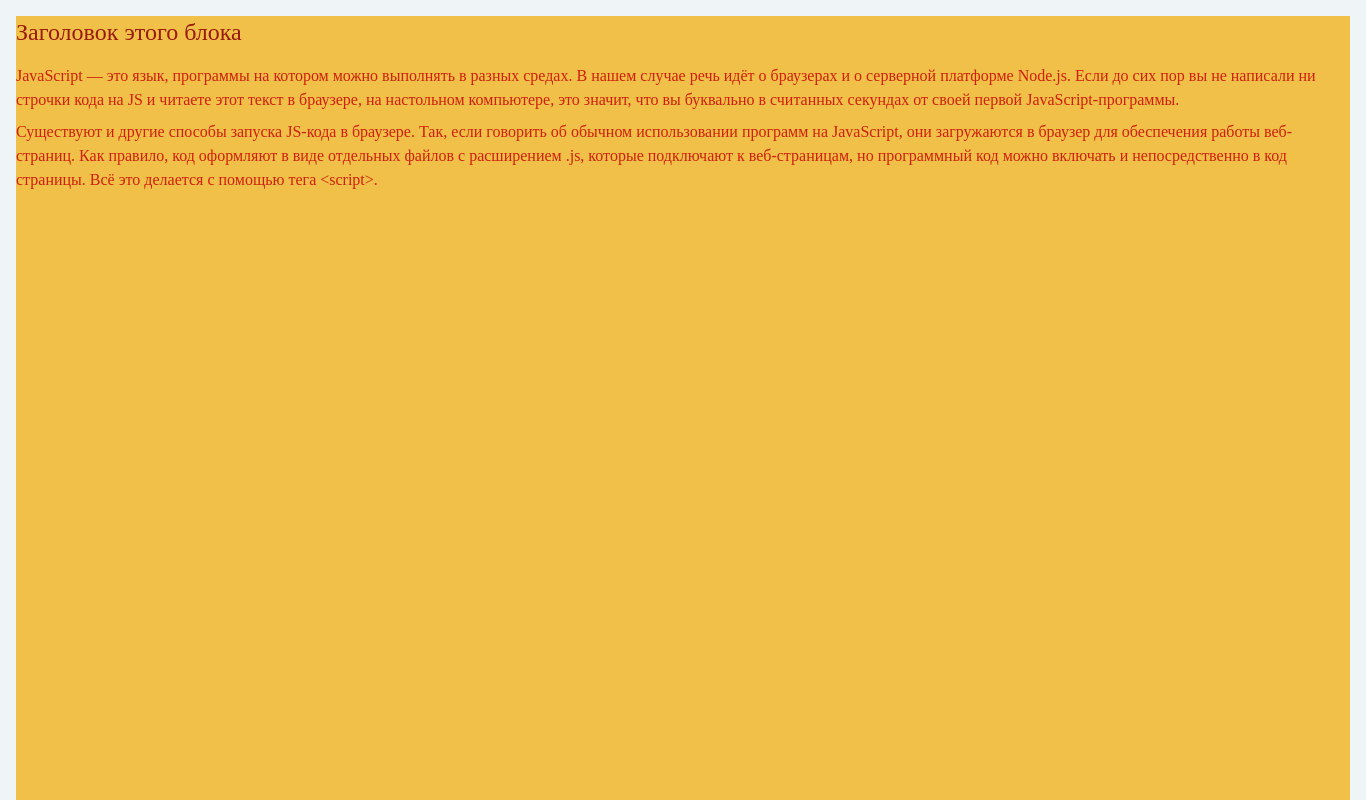 Заголовок этого блока
JavaScript — это язык, программы на котором можно выполнять в разных средах. В нашем случае речь идёт о браузерах и о серверной платформе Node.js. Если до сих пор вы не написали ни
строчки кода на JS и читаете этот текст в браузере, на настольном компьютере, это значит, что вы буквально в считанных секундах от своей первой JavaScript-программы.
Существуют и другие способы запуска JS-кода в браузере. Так, если говорить об обычном использовании программ на JavaScript, они загружаются в браузер для обеспечения работы веб-
страниц. Как правило, код оформляют в виде отдельных файлов с расширением .js, которые подключают к веб-страницам, но программный код можно включать и непосредственно в код
страницы. Всё это делается с помощью тега <script>.